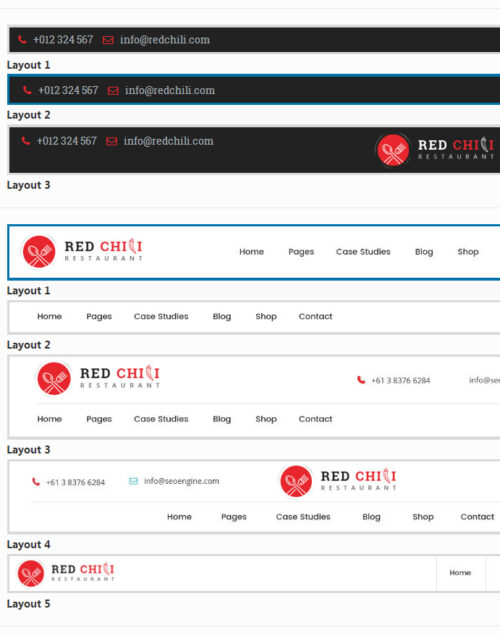 +012 324 567 info@redchili.com
Layout 1
+012 324 567 info@redchili.com
Layout 2
+012 324 567 info@redchili.com RED CHILI
RESTAURANT
Layout 3
RED CHILI
RESTAURANT
Home Pages Case Studies Blog Shop
Layout 1
Home Pages Case Studies Blog Shop Contact
Layout 2
RED CHILI
RESTAURANT
+61 3 8376 6284 info@seo
Home Pages Case Studies Blog Shop Contact
Layout 3
+61 3 8376 6284 info@seoengine.com RED CHILI
RESTAURANT
Home Pages Case Studies Blog Shop Contact
Layout 4
RED CHILI
RESTAURANT
Home
Layout 5